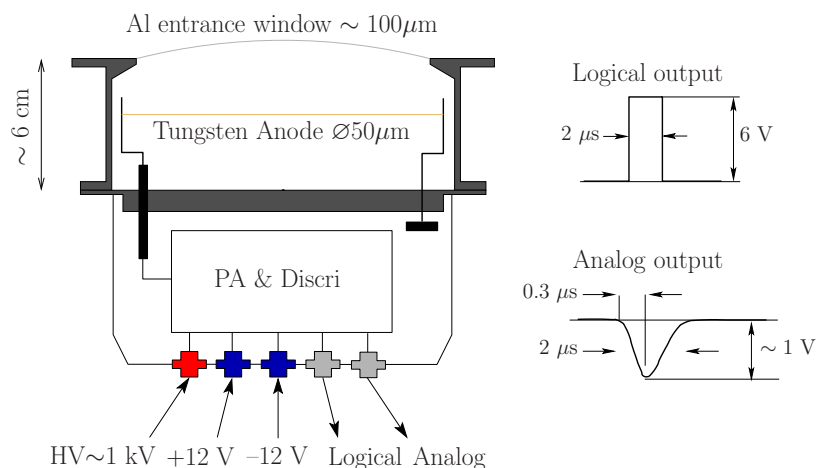 Al entrance window ~ 100μm
~ 6 cm
Tungsten Anode ⌀50μm
PA & Discri
HV~1 kV +12 V –12 V Logical Analog
Logical output
2 μs
6 V
Analog output
0.3 μs
2 μs
~ 1 V